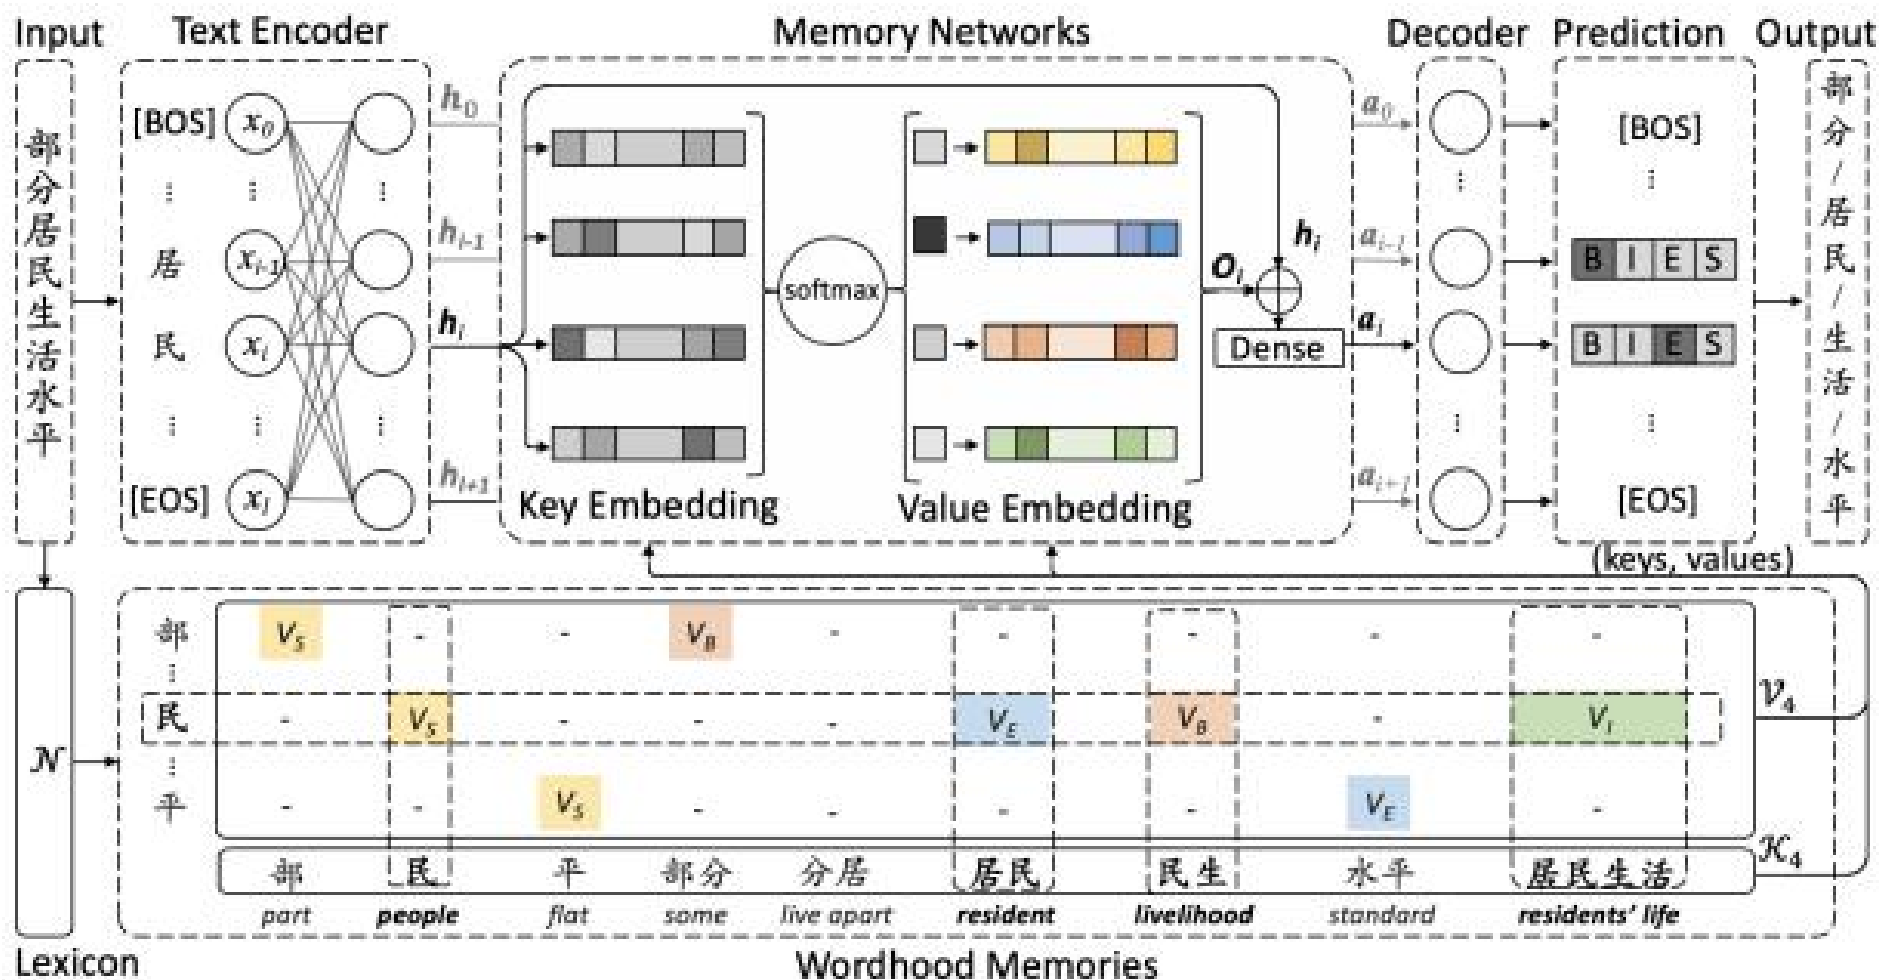 Input
Text Encoder
Memory Networks
Decoder
Prediction
Output
部分居民生活水平
[BOS] x0
⋮ ⋮ ⋮
居 xi-1
民 xi
⋮ ⋮ ⋮
[EOS] xl
h0
hi-1
hi
hi+1
Key Embedding
softmax
Value Embedding
Oi
hi
Dense
a0
ai-1
ai
ai+1
⋮
⋮
[BOS]
⋮
B I E S
B I E S
⋮
[EOS]
部分/居民/生活/水平
(keys, values)
N
部 VS - - VB - - - - -
⋮
民 - VS - - - VE VB - VI
⋮
平 - - VS - - - - VE -
V4
K4
部 民 平 部分 分居 居民 民生 水平 居民生活
part people flat some live apart resident livelihood standard residents' life
Lexicon
Wordhood Memories